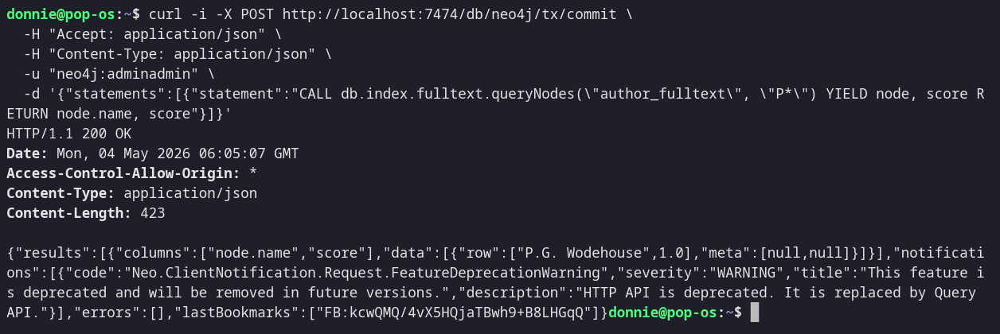 donnie@pop-os:~$ curl -i -X POST http://localhost:7474/db/neo4j/tx/commit \
  -H "Accept: application/json" \
  -H "Content-Type: application/json" \
  -u "neo4j:adminadmin" \
  -d '{"statements":[{"statement":"CALL db.index.fulltext.queryNodes(\"author_fulltext\", \"P*\") YIELD node, score R
ETURN node.name, score"}]}'
HTTP/1.1 200 OK
Date: Mon, 04 May 2026 06:05:07 GMT
Access-Control-Allow-Origin: *
Content-Type: application/json
Content-Length: 423

{"results":[{"columns":["node.name","score"],"data":[{"row":["P.G. Wodehouse",1.0],"meta":[null,null]}]}],"notificati
ons":[{"code":"Neo.ClientNotification.Request.FeatureDeprecationWarning","severity":"WARNING","title":"This feature i
s deprecated and will be removed in future versions.","description":"HTTP API is deprecated. It is replaced by Query 
API."}],"errors":[],"lastBookmarks":["FB:kcwQMQ/4vX5HQjaTBwh9+B8LHGqQ"]}donnie@pop-os:~$